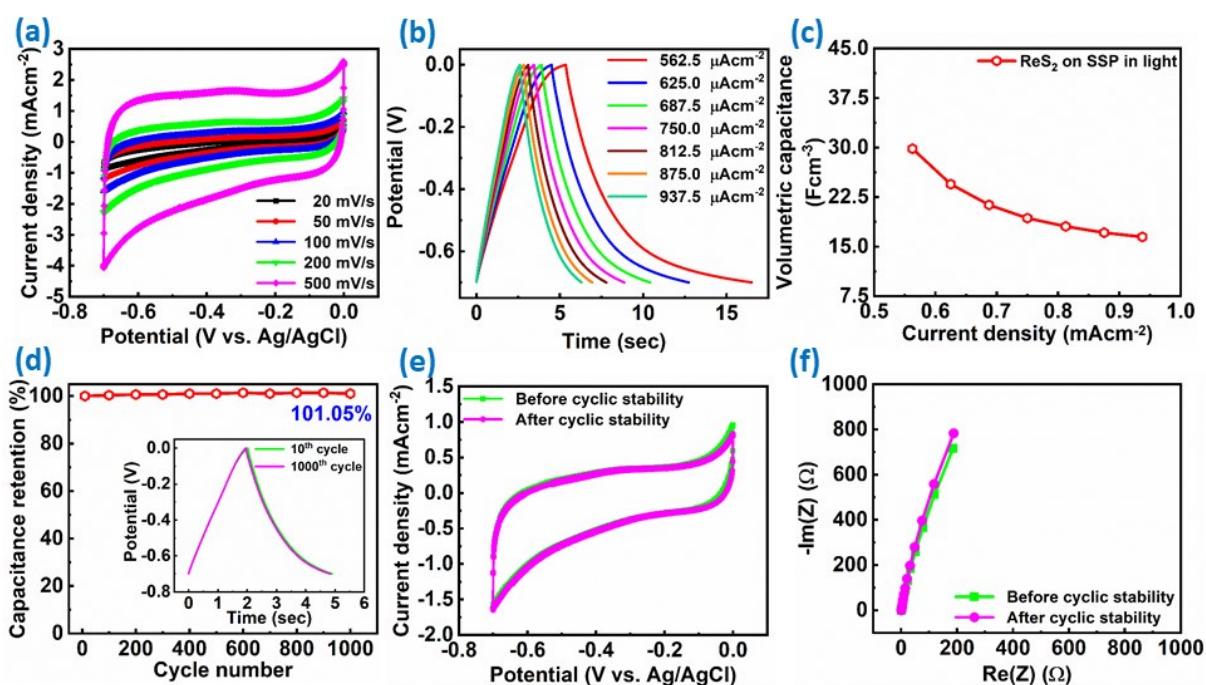 (a)
Current density (mAcm⁻²)
3
2
1
0
-1
-2
-3
-4
-5
20 mV/s
50 mV/s
100 mV/s
200 mV/s
500 mV/s
-0.8 -0.6 -0.4 -0.2 0.0
Potential (V vs. Ag/AgCl)
(b)
Potential (V)
0.0
-0.2
-0.4
-0.6
562.5 μAcm⁻²
625.0 μAcm⁻²
687.5 μAcm⁻²
750.0 μAcm⁻²
812.5 μAcm⁻²
875.0 μAcm⁻²
937.5 μAcm⁻²
0 5 10 15
Time (sec)
(c)
Volumetric capacitance
(Fcm⁻³)
45.0
37.5
30.0
22.5
15.0
7.5
ReS₂ on SSP in light
0.5 0.6 0.7 0.8 0.9 1.0
Current density (mAcm⁻²)
(d)
Capacitance retention (%)
100
80
60
40
20
0
101.05%
Potential (V)
0.0
-0.2
-0.4
-0.6
-0.8
10ᵗʰ cycle
1000ᵗʰ cycle
0 1 2 3 4 5 6
Time (sec)
0 200 400 600 800 1000
Cycle number
(e)
Current density (mAcm⁻²)
1.5
1.0
0.5
0.0
-0.5
-1.0
-1.5
-2.0
Before cyclic stability
After cyclic stability
-0.8 -0.6 -0.4 -0.2 0.0
Potential (V vs. Ag/AgCl)
(f)
-Im(Z) (Ω)
1000
800
600
400
200
0
Before cyclic stability
After cyclic stability
0 200 400 600 800 1000
Re(Z) (Ω)